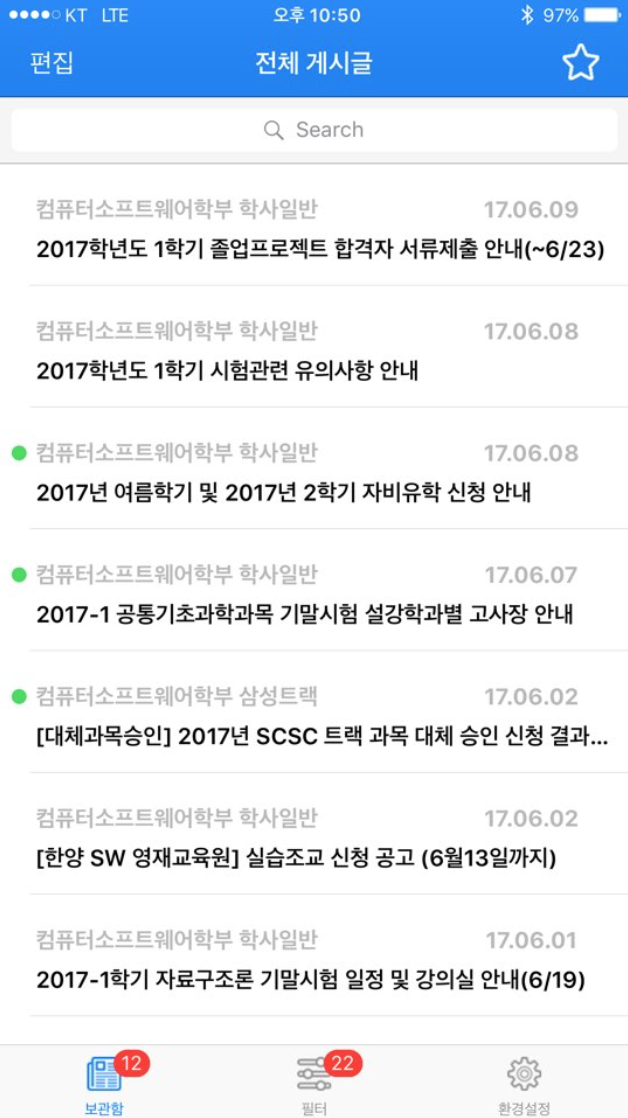 KT LTE 오후 10:50 97%
편집 전체 게시글
Search
컴퓨터소프트웨어학부 학사일반 17.06.09
2017학년도 1학기 졸업프로젝트 합격자 서류제출 안내(~6/23)
컴퓨터소프트웨어학부 학사일반 17.06.08
2017학년도 1학기 시험관련 유의사항 안내
컴퓨터소프트웨어학부 학사일반 17.06.08
2017년 여름학기 및 2017년 2학기 자비유학 신청 안내
컴퓨터소프트웨어학부 학사일반 17.06.07
2017-1 공통기초과학과목 기말시험 설강학과별 고사장 안내
컴퓨터소프트웨어학부 삼성트랙 17.06.02
[대체과목승인] 2017년 SCSC 트랙 과목 대체 승인 신청 결과...
컴퓨터소프트웨어학부 학사일반 17.06.02
[한양 SW 영재교육원] 실습조교 신청 공고 (6월13일까지)
컴퓨터소프트웨어학부 학사일반 17.06.01
2017-1학기 자료구조론 기말시험 일정 및 강의실 안내(6/19)
12 22
보관함 필터 환경설정